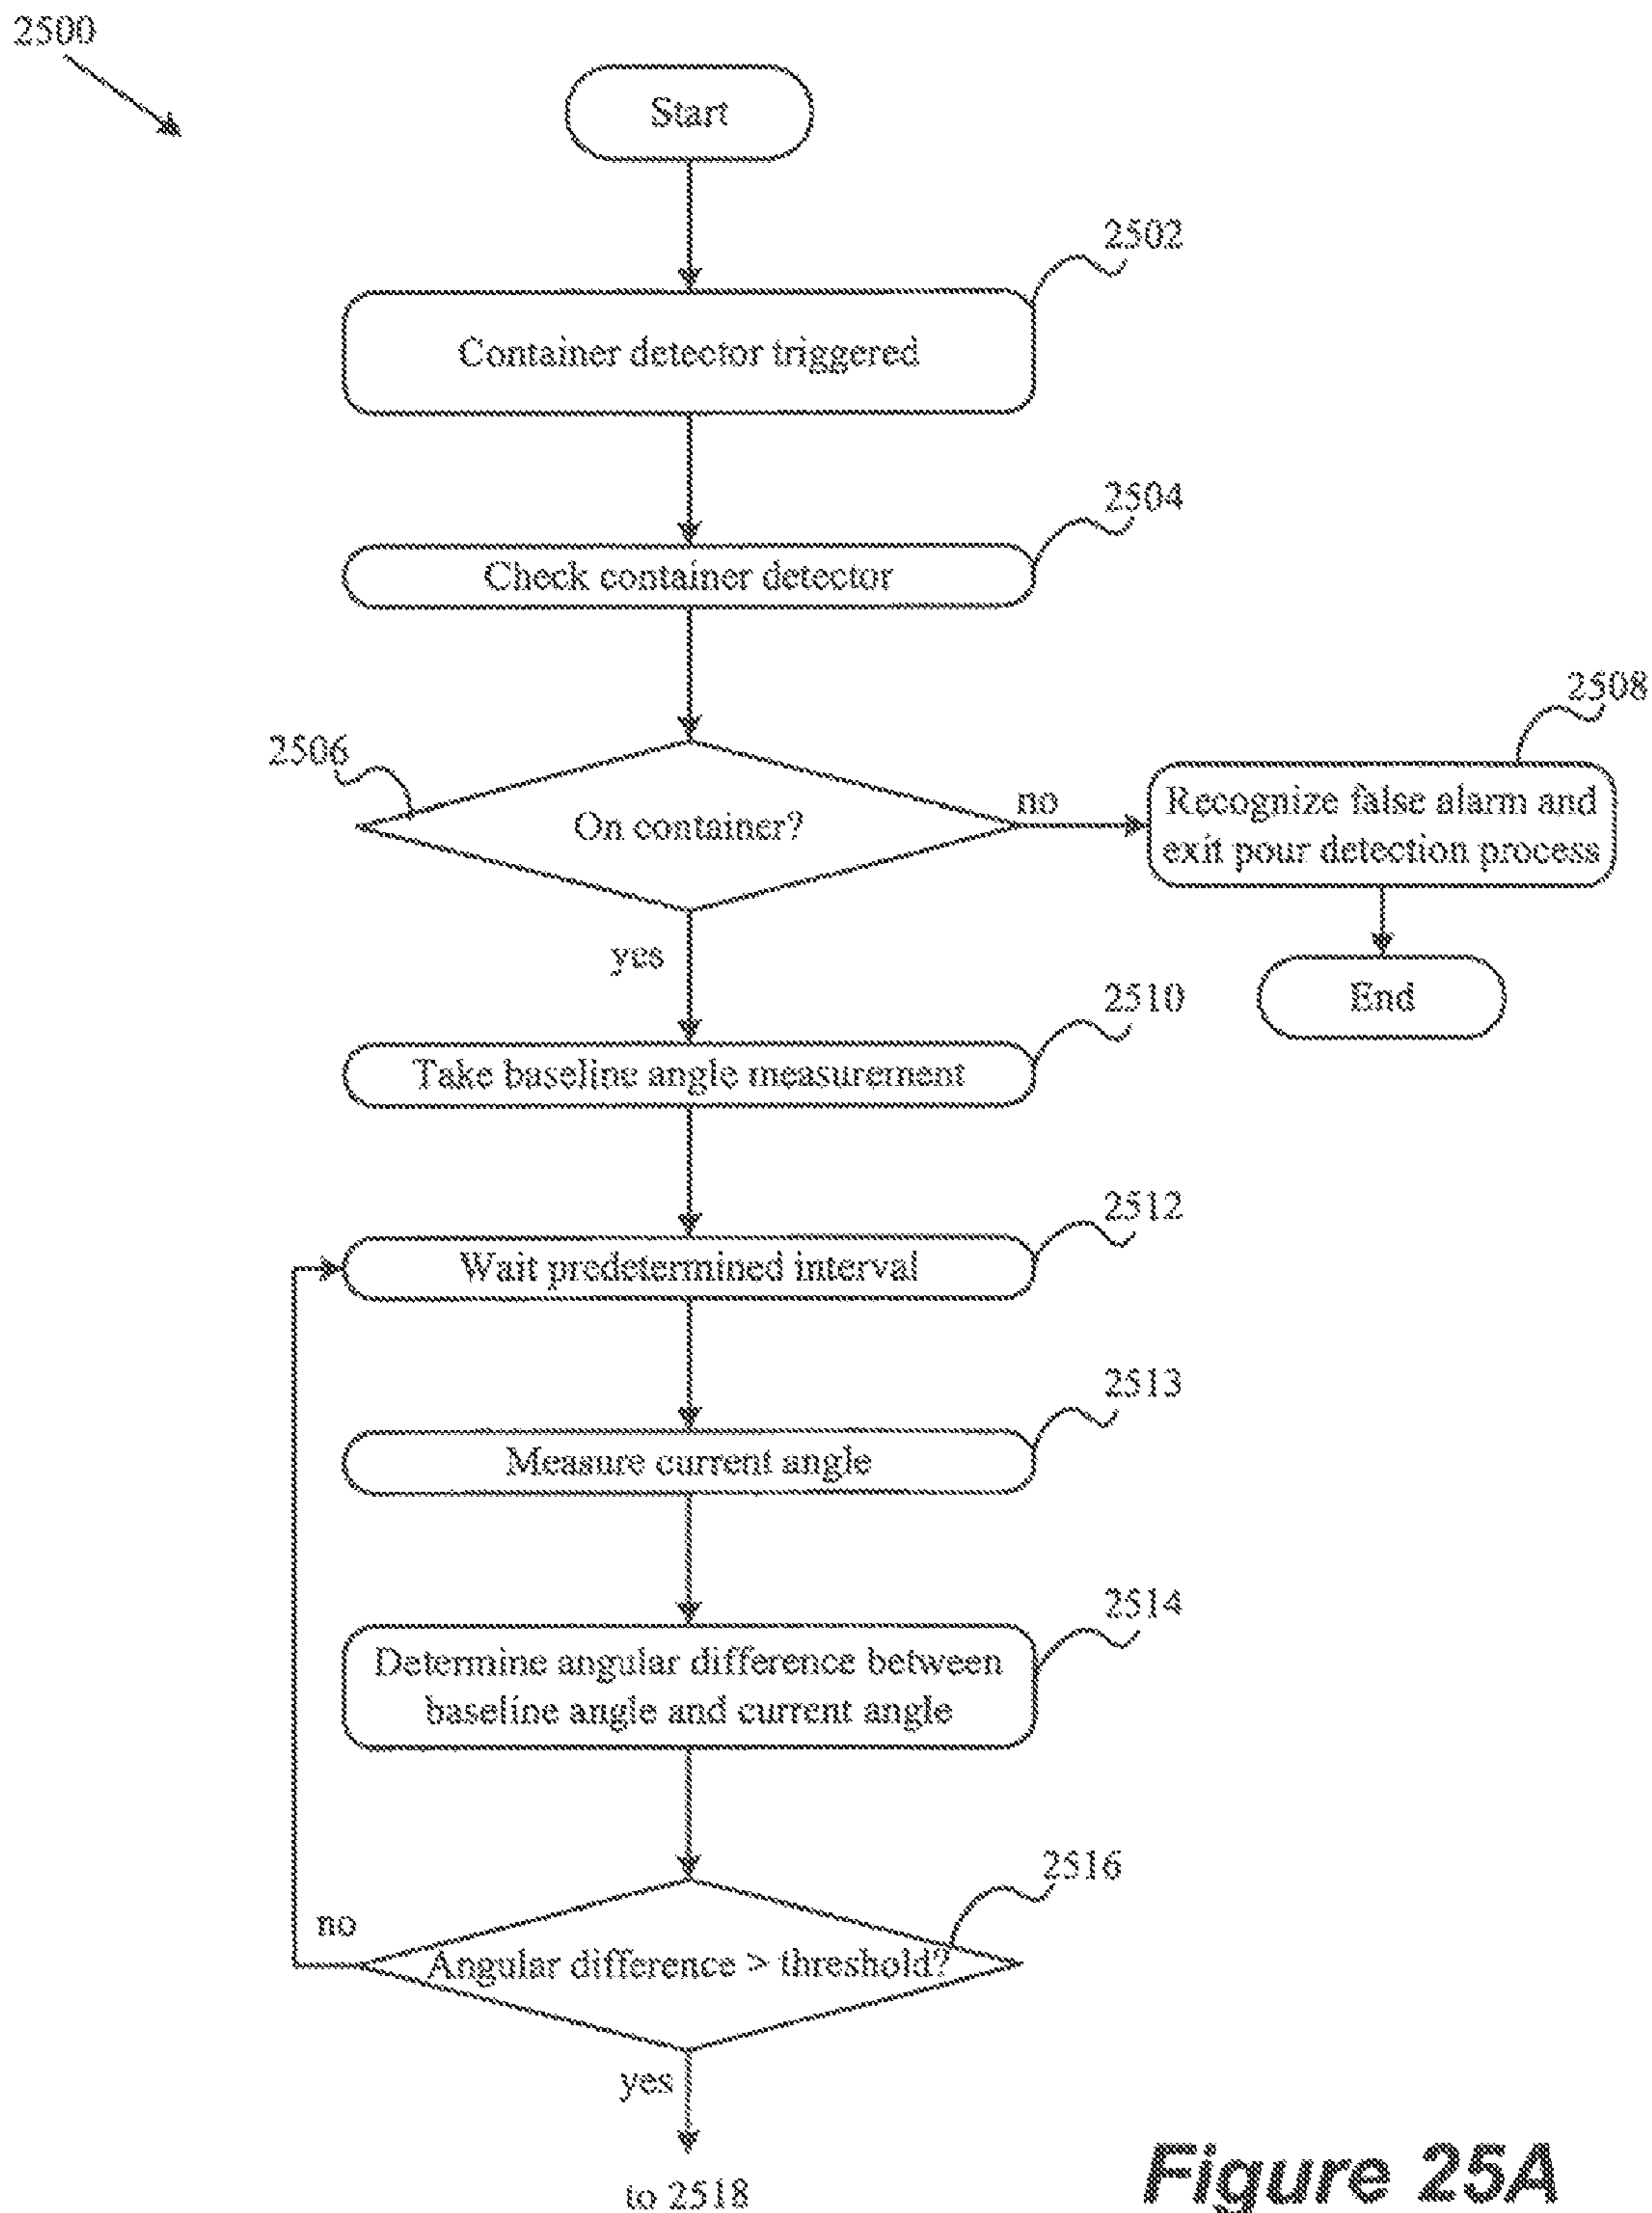 2500
Start
2502
Container detector triggered
2504
Check container detector
2506
On container?
no
2508
Recognize false alarm and
exit pour detection process
End
yes
2510
Take baseline angle measurement
2512
Wait predetermined interval
2513
Measure current angle
2514
Determine angular difference between
baseline angle and current angle
2516
Angular difference > threshold?
no
yes
to 2518
Figure 25A